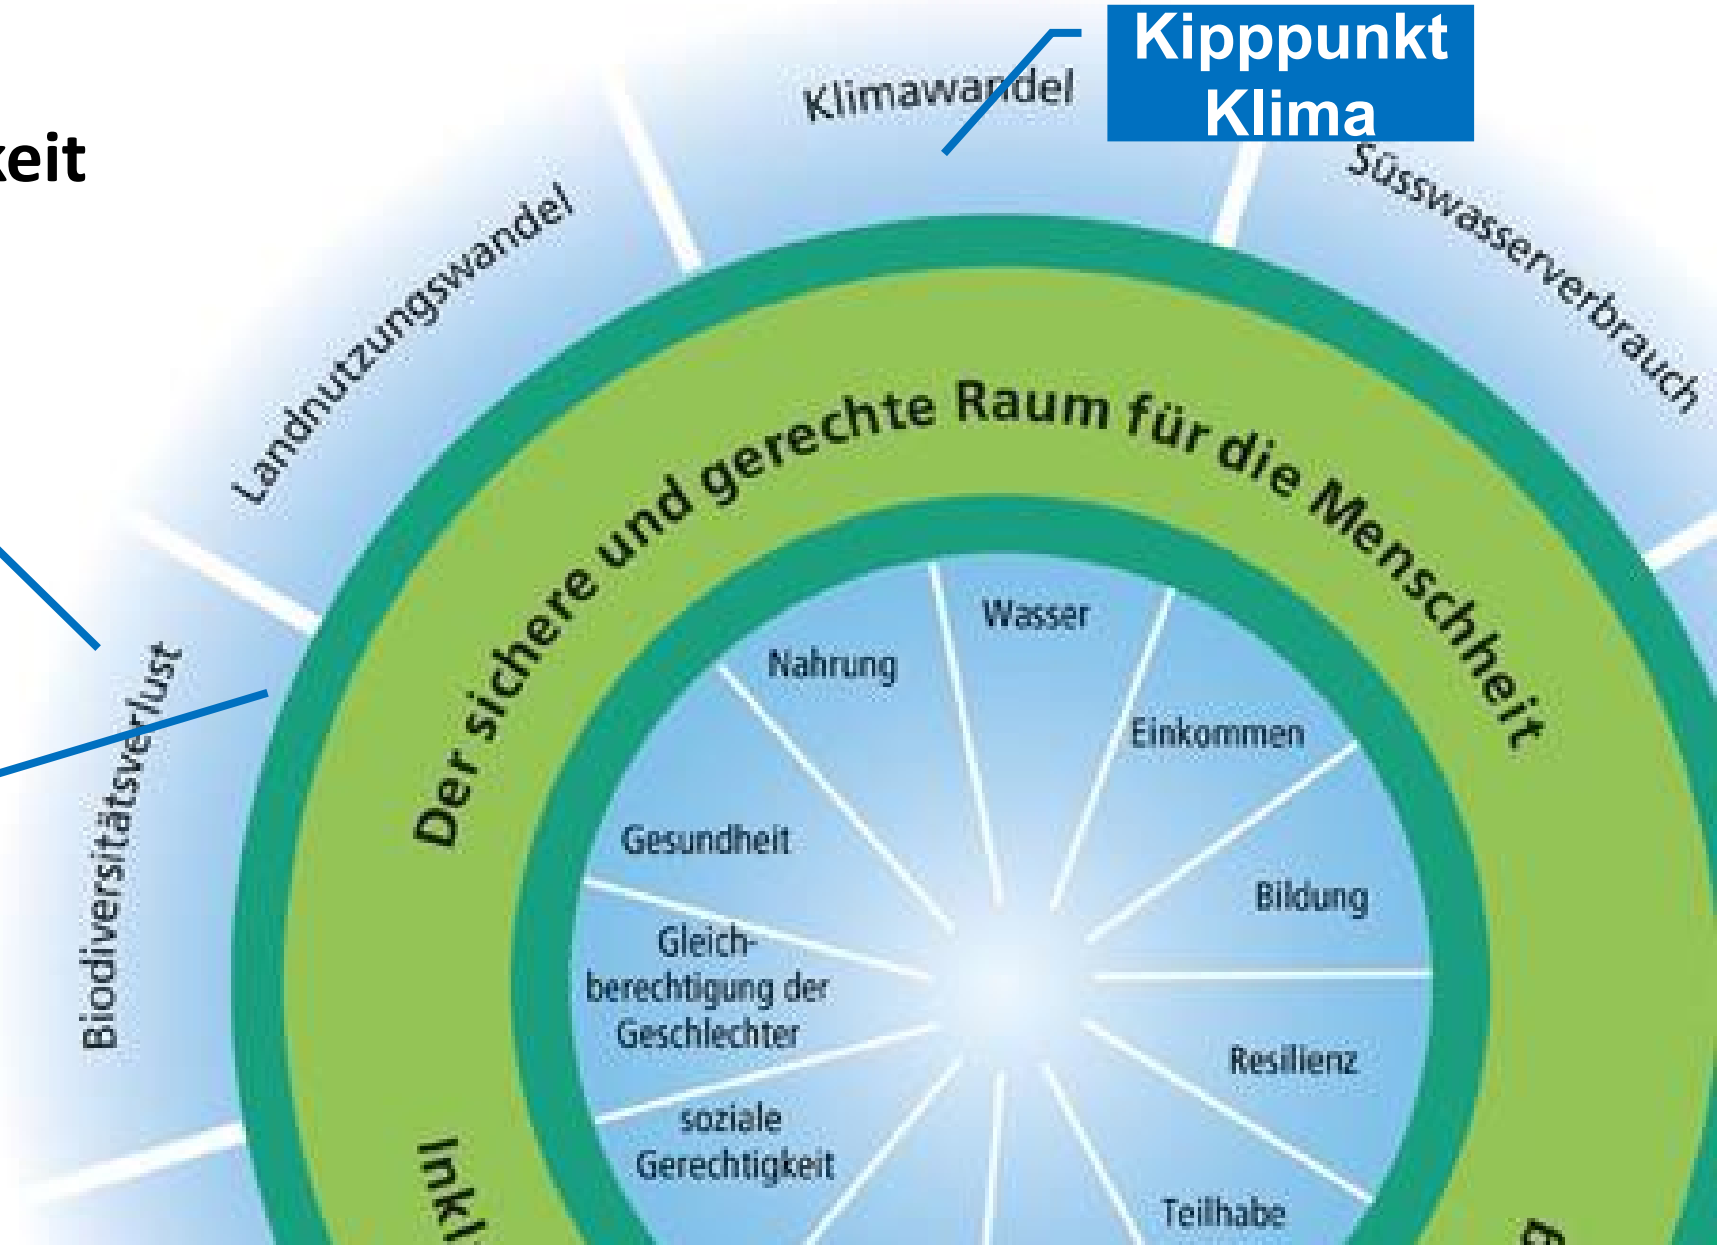 Kipppunkt
Klima
keit
Klimawandel
Süsswasserverbrauch
Landnutzungswandel
Biodiversitätsverlust
Der sichere und gerechte Raum für die Menschheit
Wasser
Nahrung
Einkommen
Gesundheit
Bildung
Gleich-
berechtigung der
Geschlechter
Resilienz
soziale
Gerechtigkeit
Teilhabe
Inkl
g